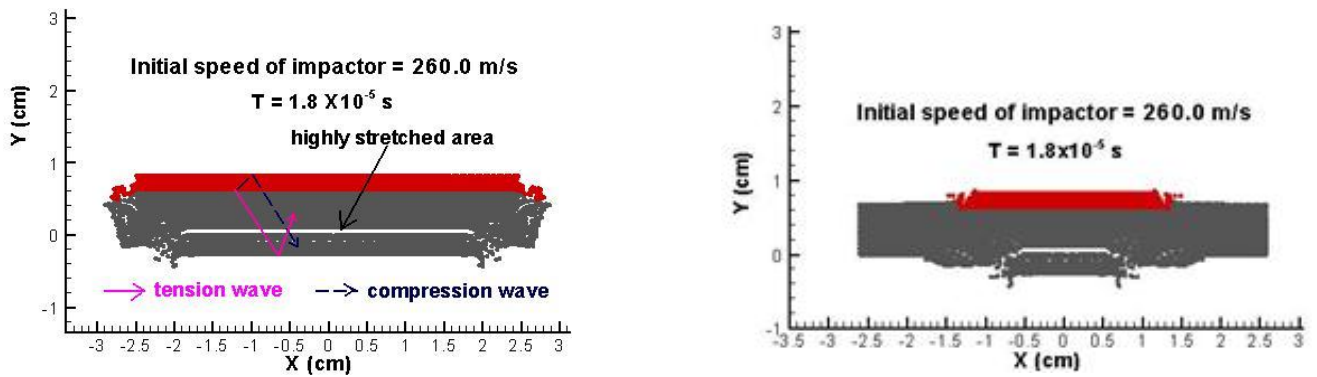 3
2
1
0
-1
Y (cm)
Initial speed of impactor = 260.0 m/s
T = 1.8 X10⁻⁵ s
highly stretched area
tension wave
compression wave
-3 -2.5 -2 -1.5 -1 -0.5 0 0.5 1 1.5 2 2.5 3
X (cm)
3
2
1
0
-1
Y (cm)
Initial speed of impactor = 260.0 m/s
T = 1.8x10⁻⁵ s
-3.5 -3 -2.5 -2 -1.5 -1 -0.5 0 0.5 1 1.5 2 2.5 3
X (cm)